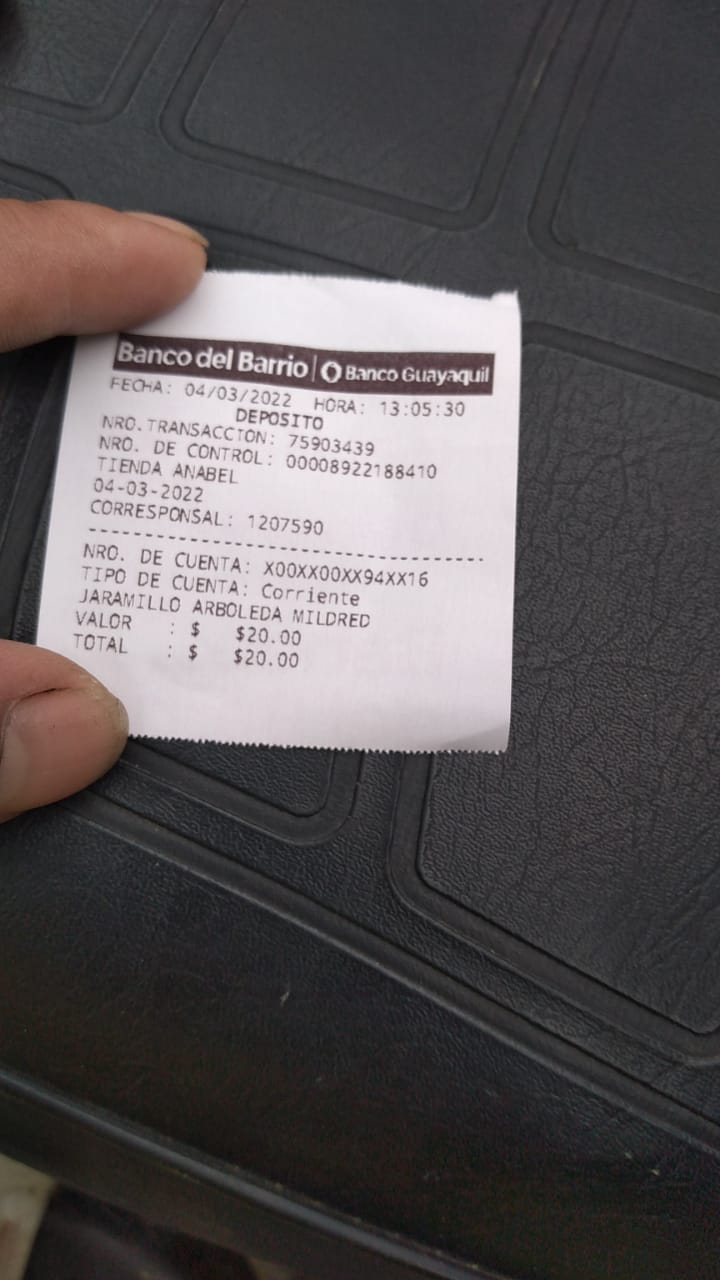 Banco del Barrio | Banco Guayaquil
FECHA: 04/03/2022 HORA: 13:05:30
DEPOSITO
NRO.TRANSACCION: 75903439
NRO. DE CONTROL: 00008922188410
TIENDA ANABEL
04-03-2022
CORRESPONSAL: 1207590
NRO. DE CUENTA: X00XX00XX94XX16
TIPO DE CUENTA: Corriente
JARAMILLO ARBOLEDA MILDRED
VALOR : $ $20.00
TOTAL : $ $20.00